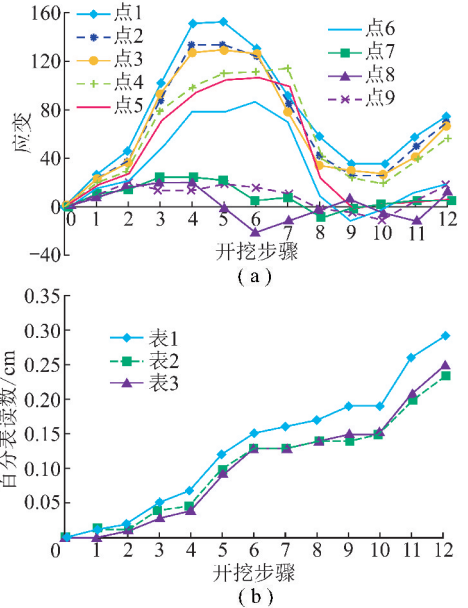 160
120
80
40
0
−40
应变
点1
点2
点3
点4
点5
点6
点7
点8
点9
0 1 2 3 4 5 6 7 8 9 10 11 12
开挖步骤
( a )
0.35
0.30
0.25
0.20
0.15
0.10
0.05
百分表读数/cm
表1
表2
表3
0 1 2 3 4 5 6 7 8 9 10 11 12
开挖步骤
( b )